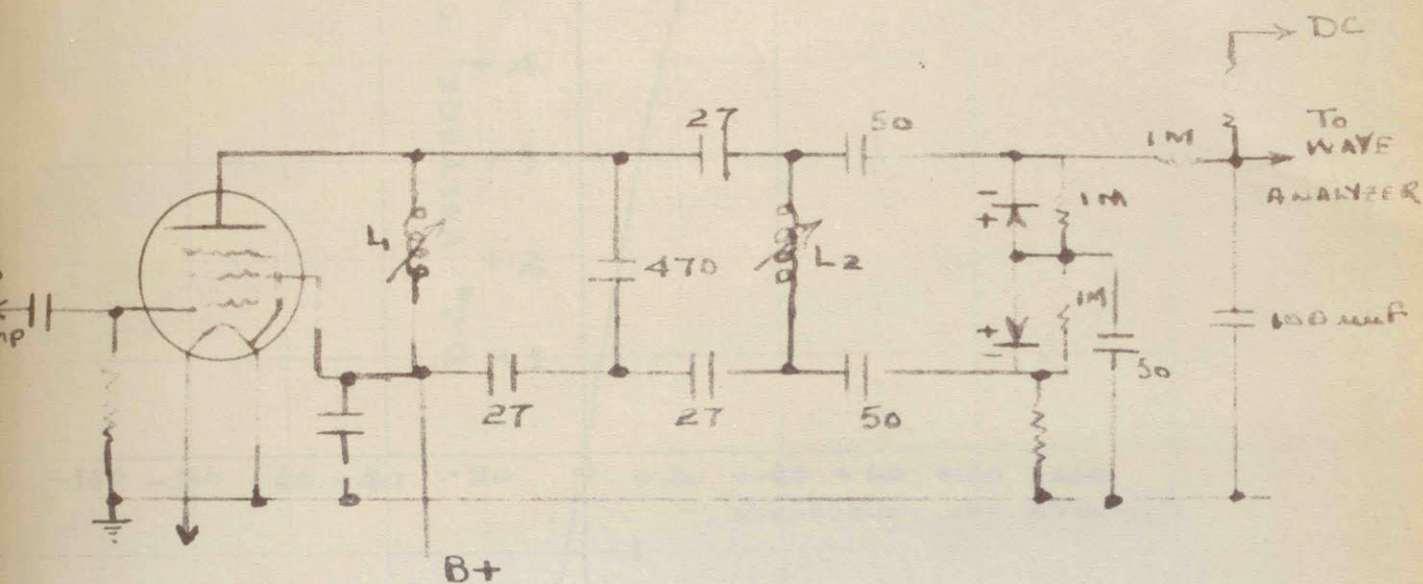 DC
27
50
1M
To
WAVE
ANALYZER
L1
470
L2
- +
1M
1M
+ -
50
100 uuf
27
27
50
B+